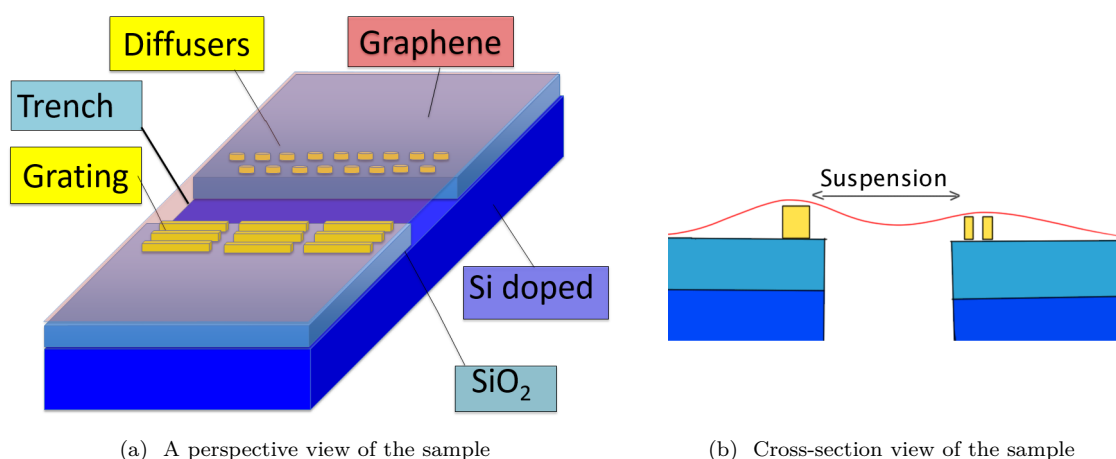 Diffusers
Graphene
Trench
Grating
Suspension
Si doped
SiO₂
(a) A perspective view of the sample
(b) Cross-section view of the sample